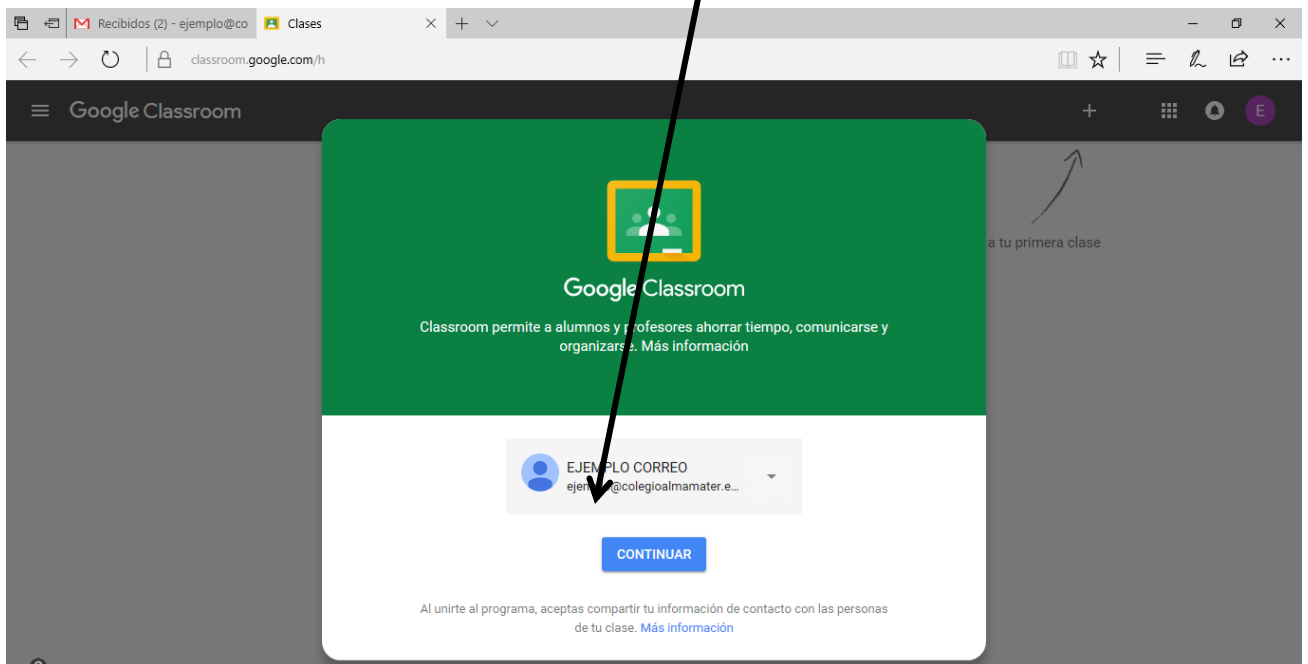 Recibidos (2) - ejemplo@co
Clases
classroom.google.com/h
Google Classroom
E
a tu primera clase
Google Classroom
Classroom permite a alumnos y profesores ahorrar tiempo, comunicarse y
organizarse. Más información
EJEMPLO CORREO
ejemplo@colegioalmamater.e...
CONTINUAR
Al unirte al programa, aceptas compartir tu información de contacto con las personas
de tu clase. Más información